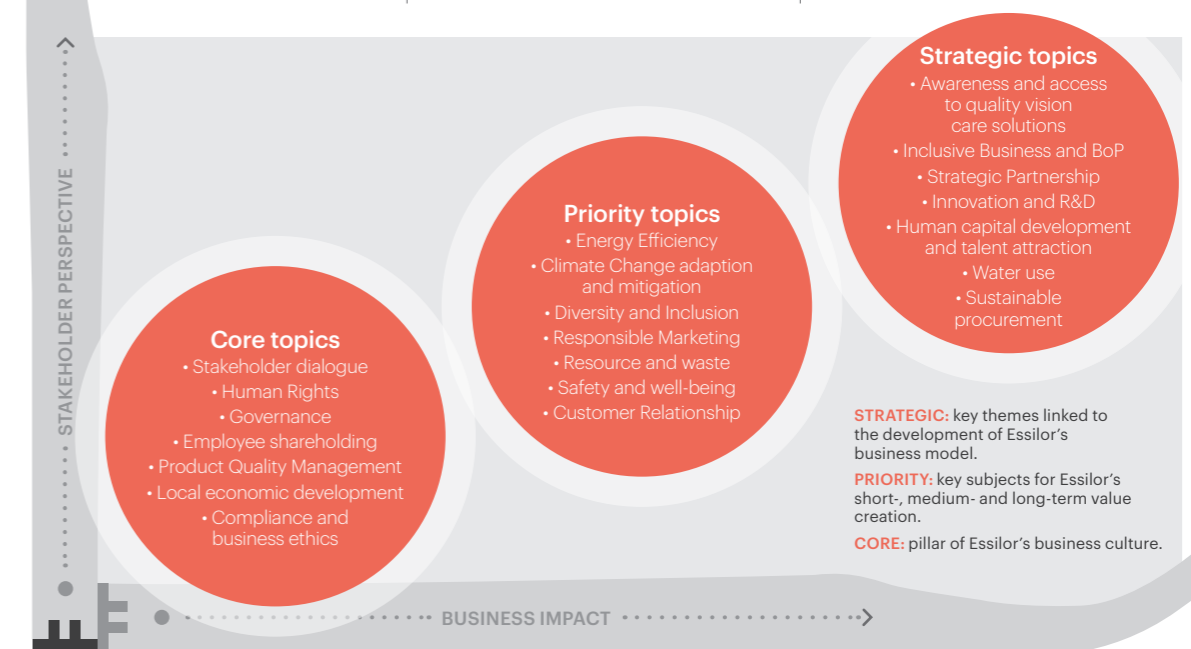 STAKEHOLDER PERSPECTIVE
Core topics
• Stakeholder dialogue
• Human Rights
• Governance
• Employee shareholding
• Product Quality Management
• Local economic development
• Compliance and
business ethics
Priority topics
• Energy Efficiency
• Climate Change adaption
and mitigation
• Diversity and Inclusion
• Responsible Marketing
• Resource and waste
• Safety and well-being
• Customer Relationship
Strategic topics
• Awareness and access
to quality vision
care solutions
• Inclusive Business and BoP
• Strategic Partnership
• Innovation and R&D
• Human capital development
and talent attraction
• Water use
• Sustainable
procurement
STRATEGIC: key themes linked to
the development of Essilor’s
business model.
PRIORITY: key subjects for Essilor’s
short-, medium- and long-term value
creation.
CORE: pillar of Essilor’s business culture.
BUSINESS IMPACT